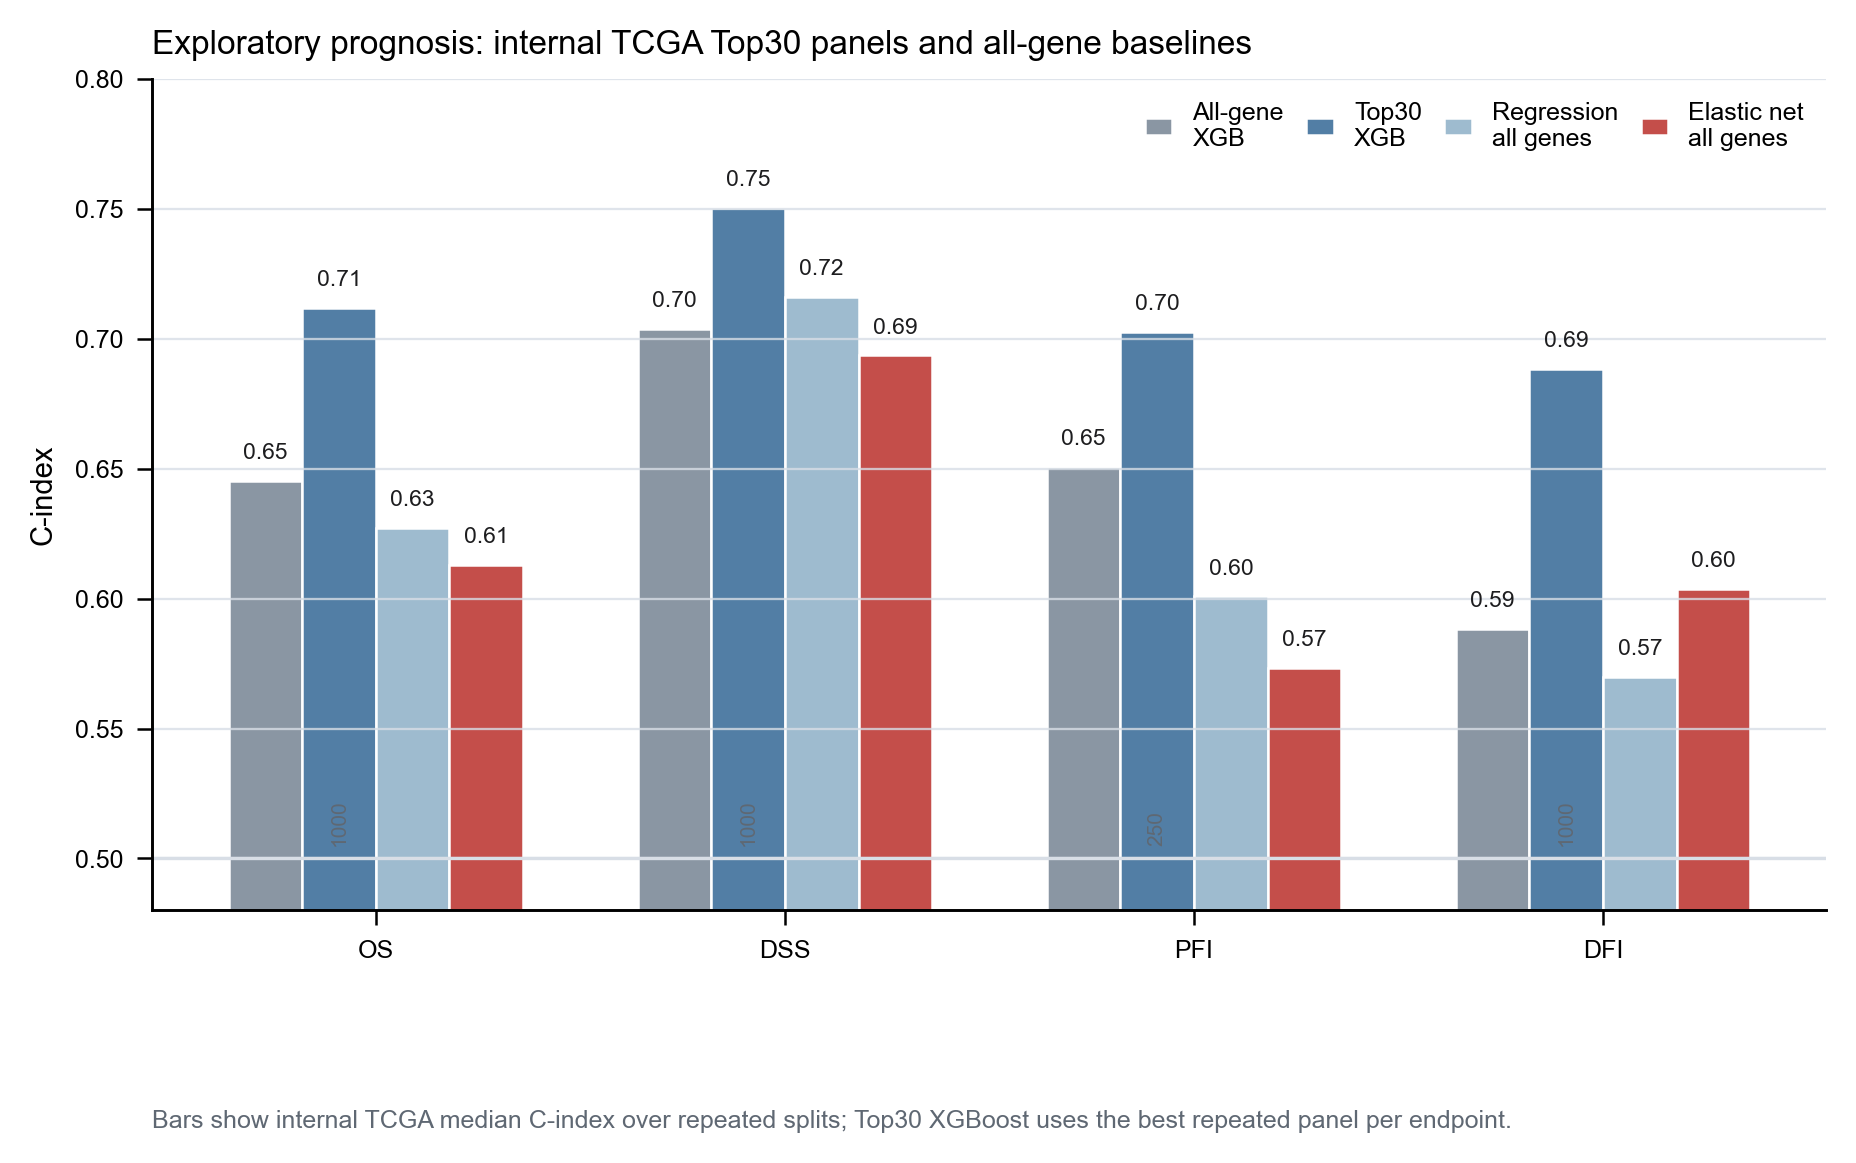 Exploratory prognosis: internal TCGA Top30 panels and all-gene baselines
All-gene
XGB
Top30
XGB
Regression
all genes
Elastic net
all genes
C-index
0.80
0.75
0.70
0.65
0.60
0.55
0.50
0.65
0.71
0.63
0.61
0.70
0.75
0.72
0.69
0.65
0.70
0.60
0.57
0.59
0.69
0.57
0.60
1000
1000
250
1000
OS
DSS
PFI
DFI
Bars show internal TCGA median C-index over repeated splits; Top30 XGBoost uses the best repeated panel per endpoint.